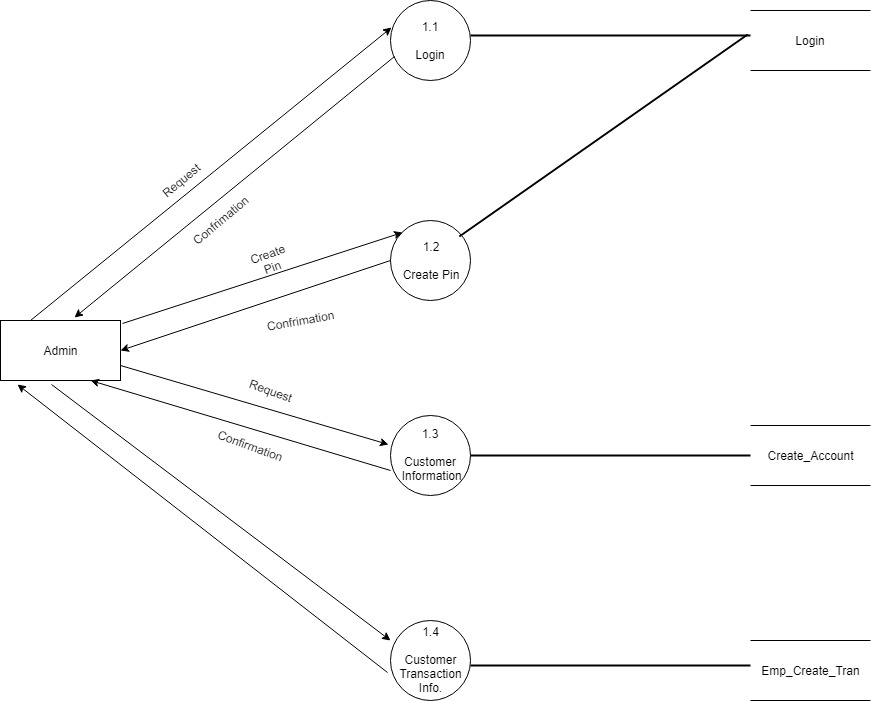 1.1
Login
Login
Request
Confrimation
Create
Pin
1.2
Create Pin
Confrimation
Admin
Request
Confirmation
1.3
Customer
Information
Create_Account
1.4
Customer
Transaction
Info.
Emp_Create_Tran